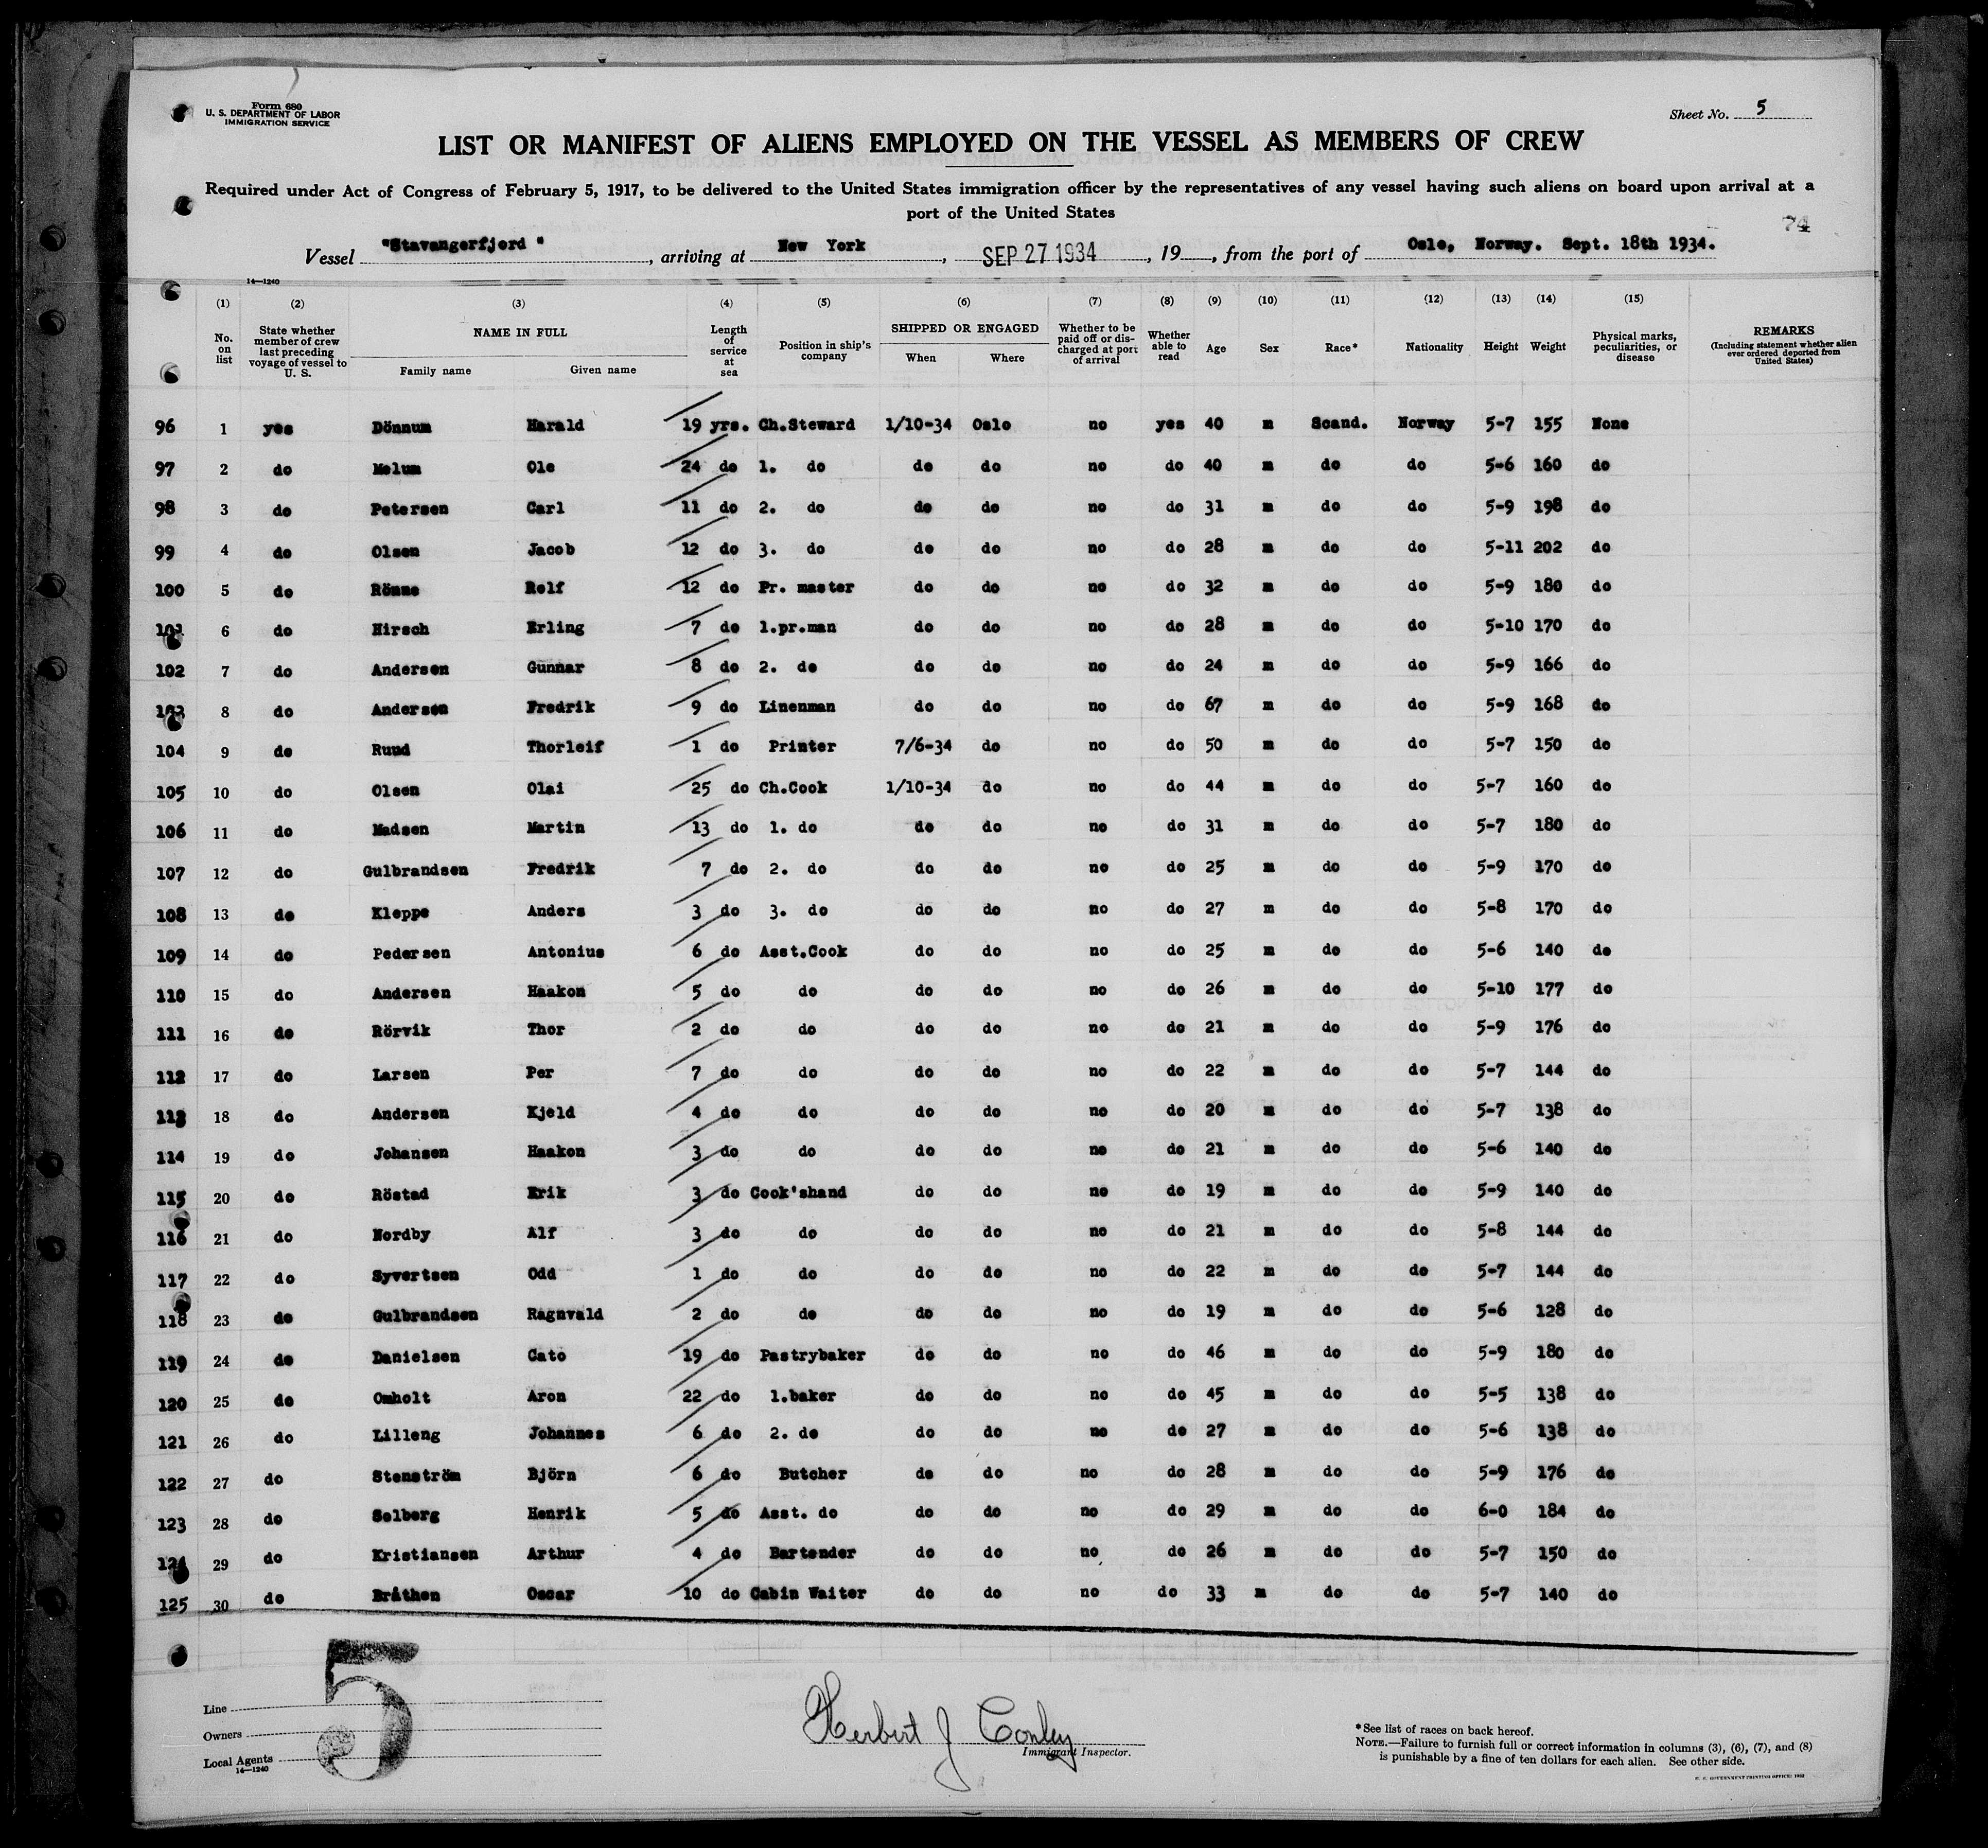 Form 680
U. S. DEPARTMENT OF LABOR
IMMIGRATION SERVICE
Sheet No. 5
LIST OR MANIFEST OF ALIENS EMPLOYED ON THE VESSEL AS MEMBERS OF CREW
Required under Act of Congress of February 5, 1917, to be delivered to the United States immigration officer by the representatives of any vessel having such aliens on board upon arrival at a
port of the United States
74
Vessel "Stavangerfjord", arriving at New York, SEP 27 1934, 19, from the port of Oslo, Norway. Sept. 18th 1934.
14—1240
(1) (2) (3) (4) (5) (6) (7) (8) (9) (10) (11) (12) (13) (14) (15)
No. on list State whether member of crew last preceding voyage of vessel to U. S. NAME IN FULL Family name Given name Length of service at sea Position in ship's company SHIPPED OR ENGAGED When Where Whether to be paid off or discharged at port of arrival Whether able to read Age Sex Race* Nationality Height Weight Physical marks, peculiarities, or disease REMARKS (Including statement whether alien ever ordered deported from United States)
96 1 yes Dönnum Harald 19 yrs. Ch.Steward 1/10-34 Oslo no yes 40 m Scand. Norway 5-7 155 None
97 2 do Melum Ole 24 do 1. do do do no do 40 m do do 5-6 160 do
98 3 do Petersen Carl 11 do 2. do do do no do 31 m do do 5-9 198 do
99 4 do Olsen Jacob 12 do 3. do do do no do 28 m do do 5-11 202 do
100 5 do Rönne Rolf 12 do Pr. master do do no do 32 m do do 5-9 180 do
101 6 do Hirsch Erling 7 do 1.pr.man do do no do 28 m do do 5-10 170 do
102 7 do Andersen Gunnar 8 do 2. do do do no do 24 m do do 5-9 166 do
103 8 do Andersen Fredrik 9 do Linenman do do no do 67 m do do 5-9 168 do
104 9 do Ruud Thorleif 1 do Printer 7/6-34 do no do 50 m do do 5-7 150 do
105 10 do Olsen Olai 25 do Ch.Cook 1/10-34 do no do 44 m do do 5-7 160 do
106 11 do Madsen Martin 13 do 1. do do do no do 31 m do do 5-7 180 do
107 12 do Gulbrandsen Fredrik 7 do 2. do do do no do 25 m do do 5-9 170 do
108 13 do Kleppe Anders 3 do 3. do do do no do 27 m do do 5-8 170 do
109 14 do Pedersen Antonius 6 do Asst.Cook do do no do 25 m do do 5-6 140 do
110 15 do Andersen Haakon 5 do do do do no do 26 m do do 5-10 177 do
111 16 do Rörvik Thor 2 do do do do no do 21 m do do 5-9 176 do
112 17 do Larsen Per 7 do do do do no do 22 m do do 5-7 144 do
113 18 do Andersen Kjeld 4 do do do do no do 20 m do do 5-7 138 do
114 19 do Johansen Haakon 3 do do do do no do 21 m do do 5-6 140 do
115 20 do Röstad Erik 3 do Cook'shand do do no do 19 m do do 5-9 140 do
116 21 do Nordby Alf 3 do do do do no do 21 m do do 5-8 144 do
117 22 do Syvertsen Odd 1 do do do do no do 22 m do do 5-7 144 do
118 23 do Gulbrandsen Ragnvald 2 do do do do no do 19 m do do 5-6 128 do
119 24 do Danielsen Cato 19 do Pastrybaker do do no do 46 m do do 5-9 180 do
120 25 do Omholt Aron 22 do 1.baker do do no do 45 m do do 5-5 138 do
121 26 do Lilleng Johannes 6 do 2. do do do no do 27 m do do 5-6 138 do
122 27 do Stenström Björn 6 do Butcher do do no do 28 m do do 5-9 176 do
123 28 do Solberg Henrik 5 do Asst. do do do no do 29 m do do 6-0 184 do
124 29 do Kristiansen Arthur 4 do Bartender do do no do 26 m do do 5-7 150 do
125 30 do Bråthen Oscar 10 do Cabin Waiter do do no do 33 m do do 5-7 140 do
5
Line
Owners
Local Agents
14—1240
Herbert J Conley
Immigrant Inspector.
*See list of races on back hereof.
NOTE.—Failure to furnish full or correct information in columns (3), (6), (7), and (8)
is punishable by a fine of ten dollars for each alien. See other side.
U. S. GOVERNMENT PRINTING OFFICE: 1932